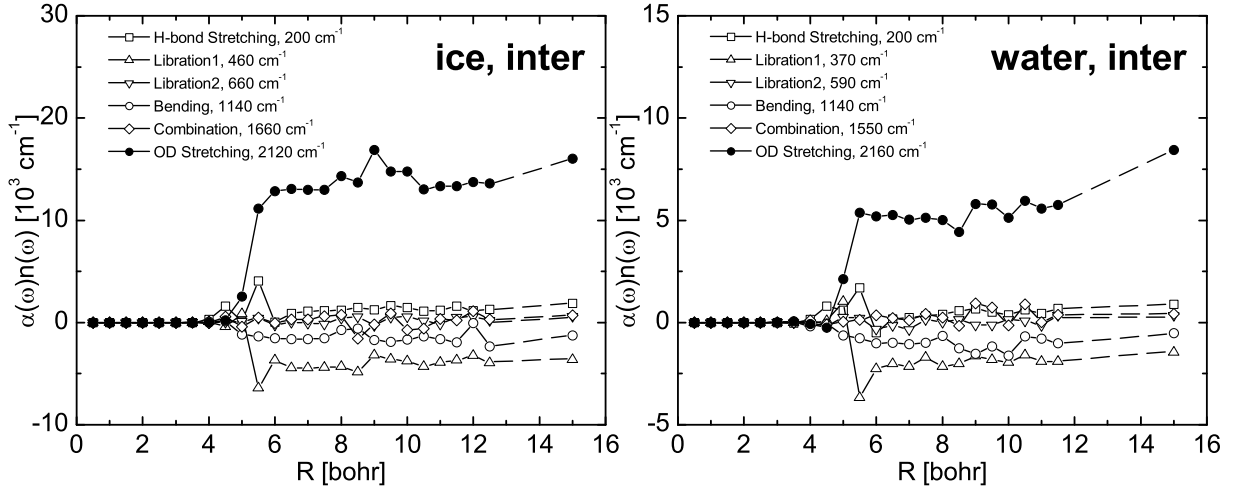 30
20
10
0
-10
α(ω)n(ω) [10³ cm⁻¹]
H-bond Stretching, 200 cm⁻¹
Libration1, 460 cm⁻¹
Libration2, 660 cm⁻¹
Bending, 1140 cm⁻¹
Combination, 1660 cm⁻¹
OD Stretching, 2120 cm⁻¹
ice, inter
0 2 4 6 8 10 12 14 16
R [bohr]
15
10
5
0
-5
α(ω)n(ω) [10³ cm⁻¹]
H-bond Stretching, 200 cm⁻¹
Libration1, 370 cm⁻¹
Libration2, 590 cm⁻¹
Bending, 1140 cm⁻¹
Combination, 1550 cm⁻¹
OD Stretching, 2160 cm⁻¹
water, inter
0 2 4 6 8 10 12 14 16
R [bohr]